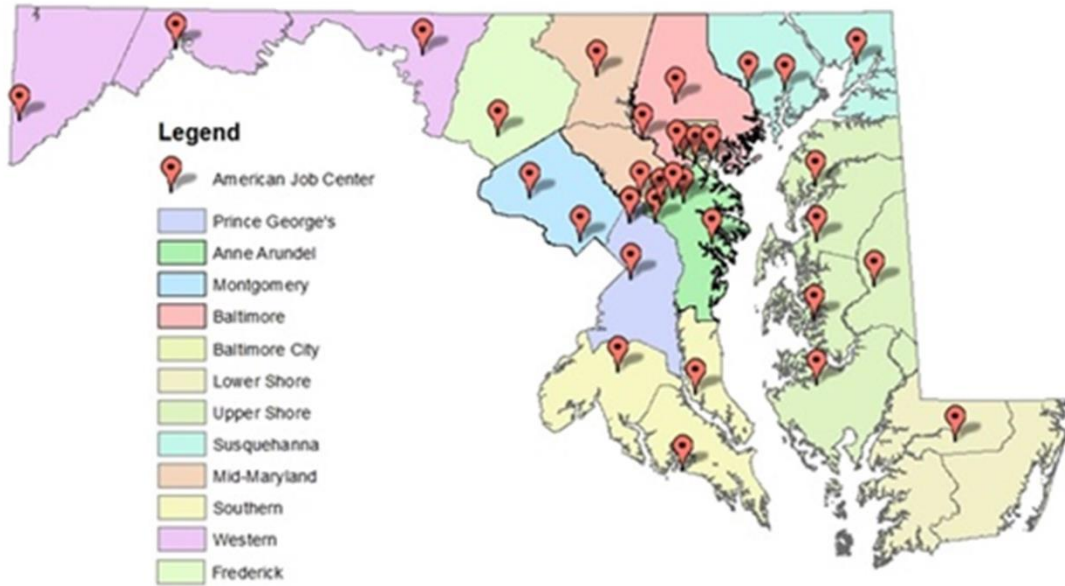 Legend
American Job Center
Prince George's
Anne Arundel
Montgomery
Baltimore
Baltimore City
Lower Shore
Upper Shore
Susquehanna
Mid-Maryland
Southern
Western
Frederick